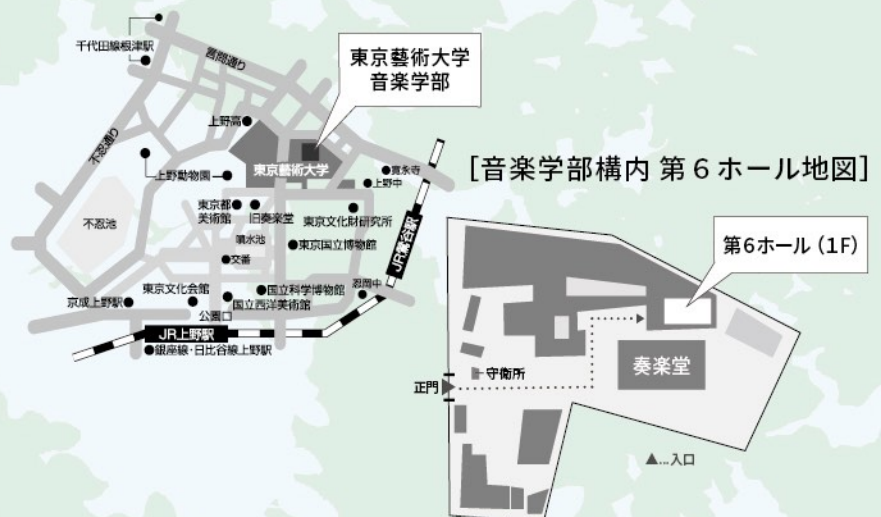 千代田線根津駅
言問通り
東京藝術大学
音楽学部
上野高
不忍通り
東京藝術大学
寛永寺
上野動物園
上野中
[音楽学部構内 第6ホール地図]
東京都
美術館
旧奏楽堂
東京文化財研究所
不忍池
噴水池
東京国立博物館
JR鶯谷駅
第6ホール（1F）
交番
忍岡中
国立科学博物館
東京文化会館
京成上野駅
国立西洋美術館
公園口
JR上野駅
銀座線・日比谷線上野駅
奏楽堂
守衛所
正門
▲...入口